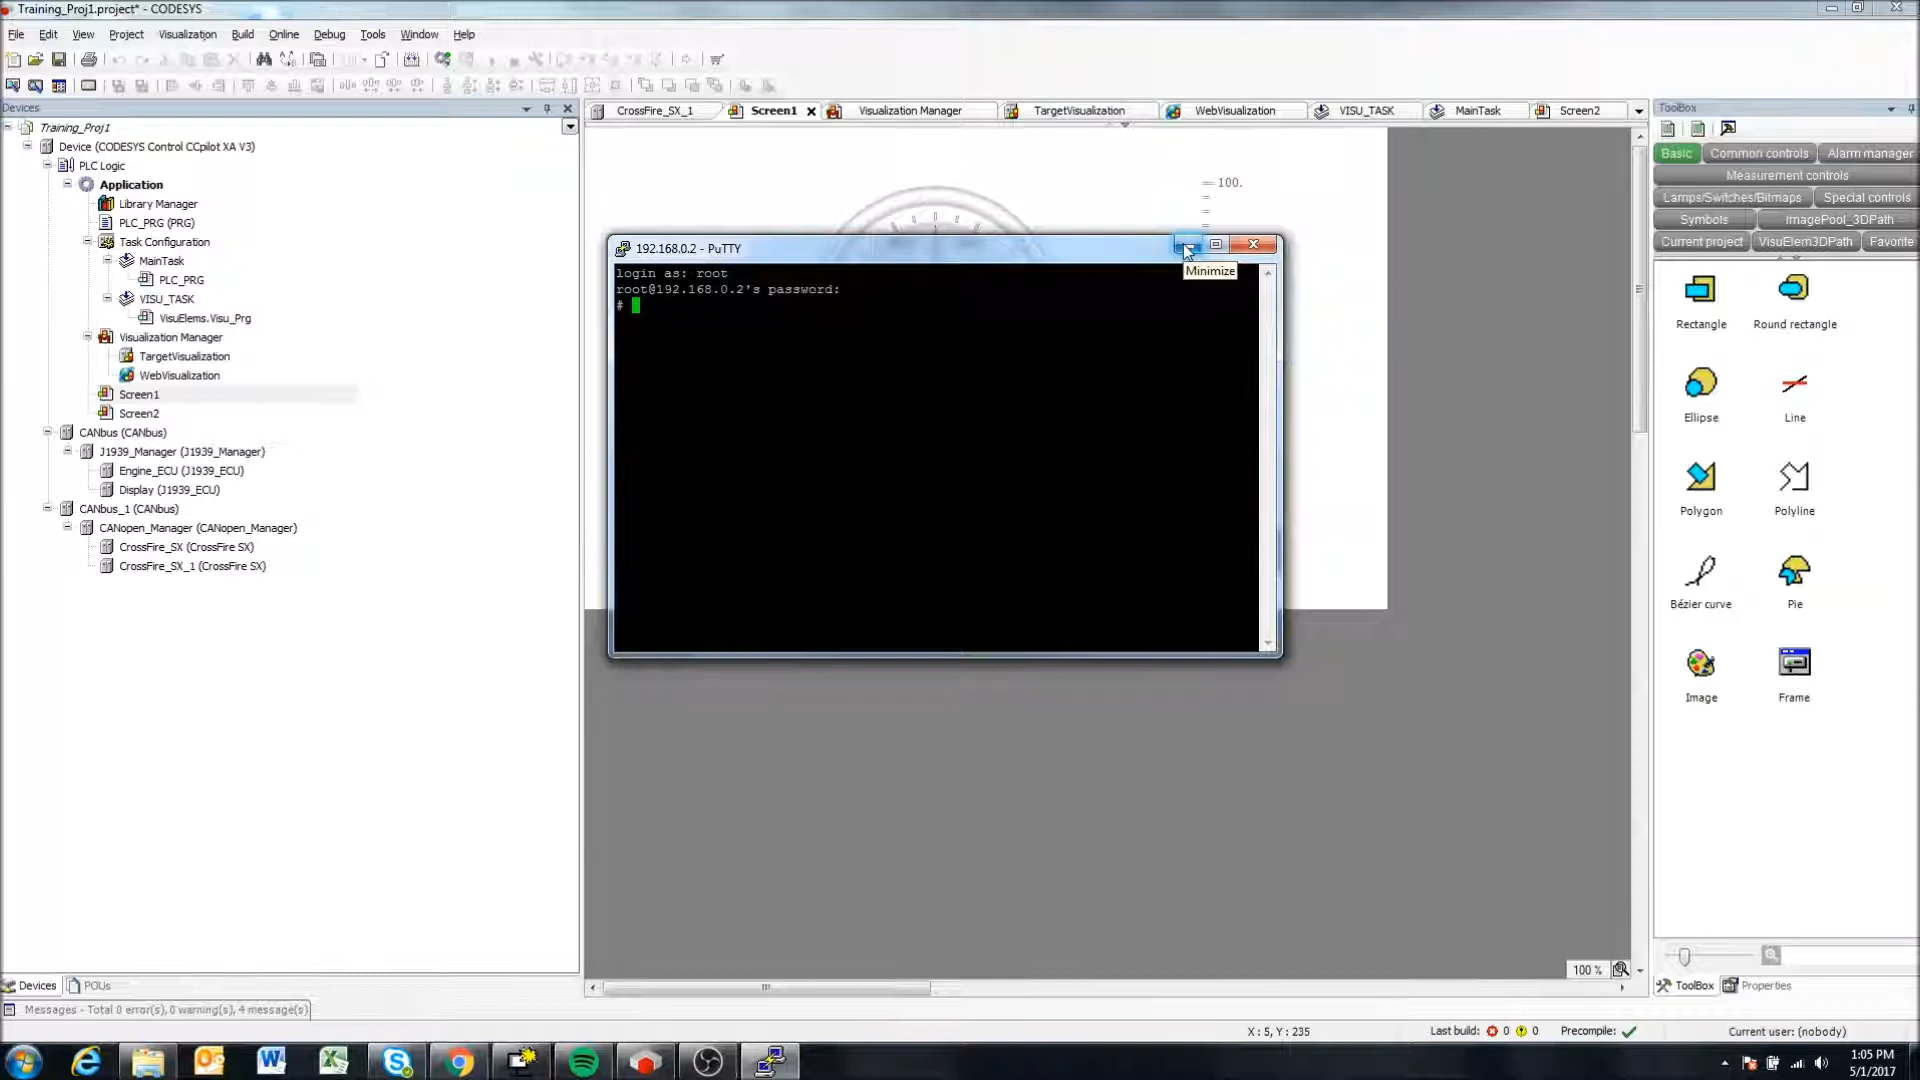 Training_Proj1.project* - CODESYS
File Edit View Project Visualization Build Online Debug Tools Window Help
Devices
Training_Proj1
Device (CODESYS Control CCpilot XA V3)
PLC Logic
Application
Library Manager
PLC_PRG (PRG)
Task Configuration
MainTask
PLC_PRG
VISU_TASK
VisuElems.Visu_Prg
Visualization Manager
TargetVisualization
WebVisualization
Screen1
Screen2
CANbus (CANbus)
J1939_Manager (J1939_Manager)
Engine_ECU (J1939_ECU)
Display (J1939_ECU)
CANbus_1 (CANbus)
CANopen_Manager (CANopen_Manager)
CrossFire_SX (CrossFire SX)
CrossFire_SX_1 (CrossFire SX)
Devices POUs
CrossFire_SX_1 Screen1 Visualization Manager TargetVisualization WebVisualization VISU_TASK MainTask Screen2
100.
192.168.0.2 - PuTTY
Minimize
login as: root
root@192.168.0.2's password:
#
100 %
ToolBox
Basic Common controls Alarm manager
Measurement controls
Lamps/Switches/Bitmaps Special controls
Symbols ImagePool_3DPath
Current project VisuElem3DPath Favorite
Rectangle Round rectangle
Ellipse Line
Polygon Polyline
Bézier curve Pie
Image Frame
ToolBox Properties
Messages - Total 0 error(s), 0 warning(s), 4 message(s)
X : 5, Y : 235 Last build: 0 0 Precompile: Current user: (nobody)
1:05 PM
5/1/2017